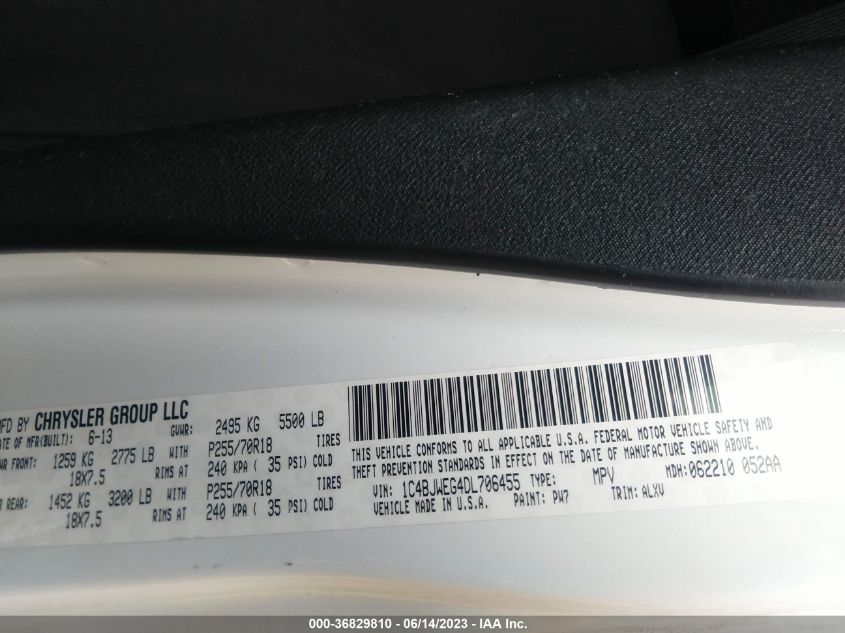 MFD BY CHRYSLER GROUP LLC
DATE OF MFR(BUILT): 6-13 GVWR: 2495 KG 5500 LB
FRONT: 1259 KG 2775 LB WITH P255/70R18 TIRES
18X7.5 RIMS AT 240 KPA ( 35 PSI) COLD
REAR: 1452 KG 3200 LB WITH P255/70R18 TIRES
18X7.5 RIMS AT 240 KPA ( 35 PSI) COLD
THIS VEHICLE CONFORMS TO ALL APPLICABLE U.S.A. FEDERAL MOTOR VEHICLE SAFETY AND
THEFT PREVENTION STANDARDS IN EFFECT ON THE DATE OF MANUFACTURE SHOWN ABOVE.
VIN: 1C4BJWEG4DL706455 TYPE: MPV MDH: 062210 052AA
VEHICLE MADE IN U.S.A. PAINT: PW7 TRIM: ALXV
000-36829810 - 06/14/2023 - IAA Inc.